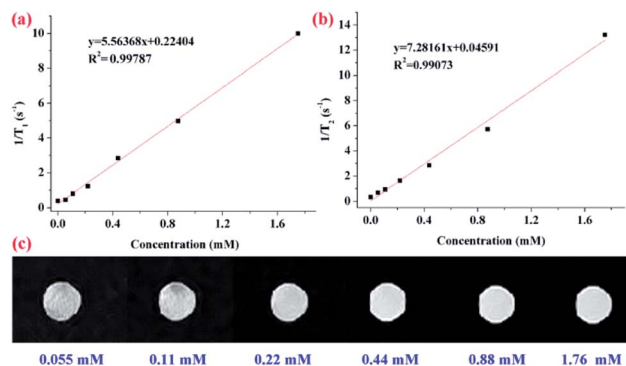 (a)
y=5.56368x+0.22404
R²= 0.99787
1/T₁ (s⁻¹)
10
8
6
4
2
0
0.0 0.4 0.8 1.2 1.6
Concentration (mM)
(b)
y=7.28161x+0.04591
R²=0.99073
1/T₂ (s⁻¹)
14
12
10
8
6
4
2
0
0.0 0.6 1.2 1.8
Concentration (mM)
(c)
0.055 mM 0.11 mM 0.22 mM 0.44 mM 0.88 mM 1.76 mM